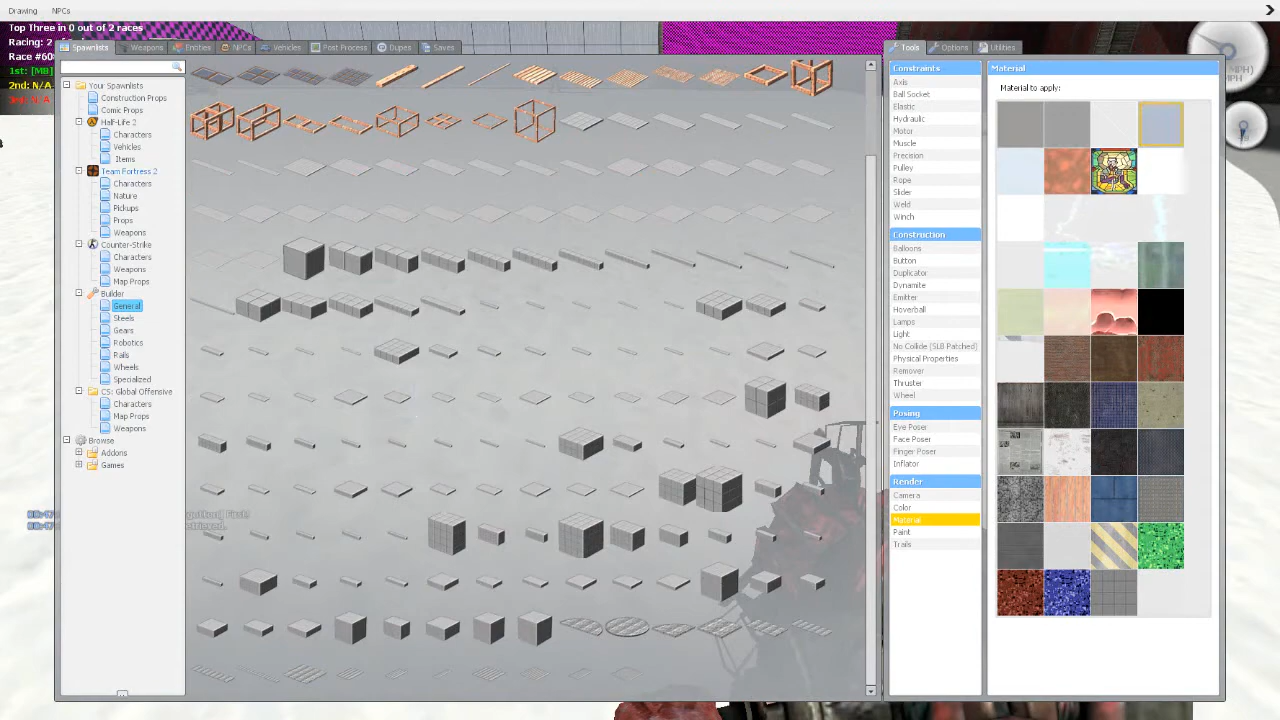 Drawing NPCs
Top Three in 0 out of 2 races
Racing: 2
Race #60
1st: [MB]
2nd: N/A
3rd: N/A
Spawnlists Weapons Entities NPCs Vehicles Post Process Dupes Saves
Your Spawnlists
Construction Props
Comic Props
Half-Life 2
Characters
Vehicles
Items
Team Fortress 2
Characters
Nature
Pickups
Props
Weapons
Counter-Strike
Characters
Weapons
Map Props
Builder
General
Steels
Gears
Robotics
Rails
Wheels
Specialized
CS: Global Offensive
Characters
Map Props
Weapons
Browse
Addons
Games
First!
retrieved.
Tools Options Utilities
Constraints
Axis
Ball Socket
Elastic
Hydraulic
Motor
Muscle
Precision
Pulley
Rope
Slider
Weld
Winch
Construction
Balloons
Button
Duplicator
Dynamite
Emitter
Hoverball
Lamps
Light
No Collide [SLB Patched]
Physical Properties
Remover
Thruster
Wheel
Posing
Eye Poser
Face Poser
Finger Poser
Inflator
Render
Camera
Color
Material
Paint
Trails
Material
Material to apply: